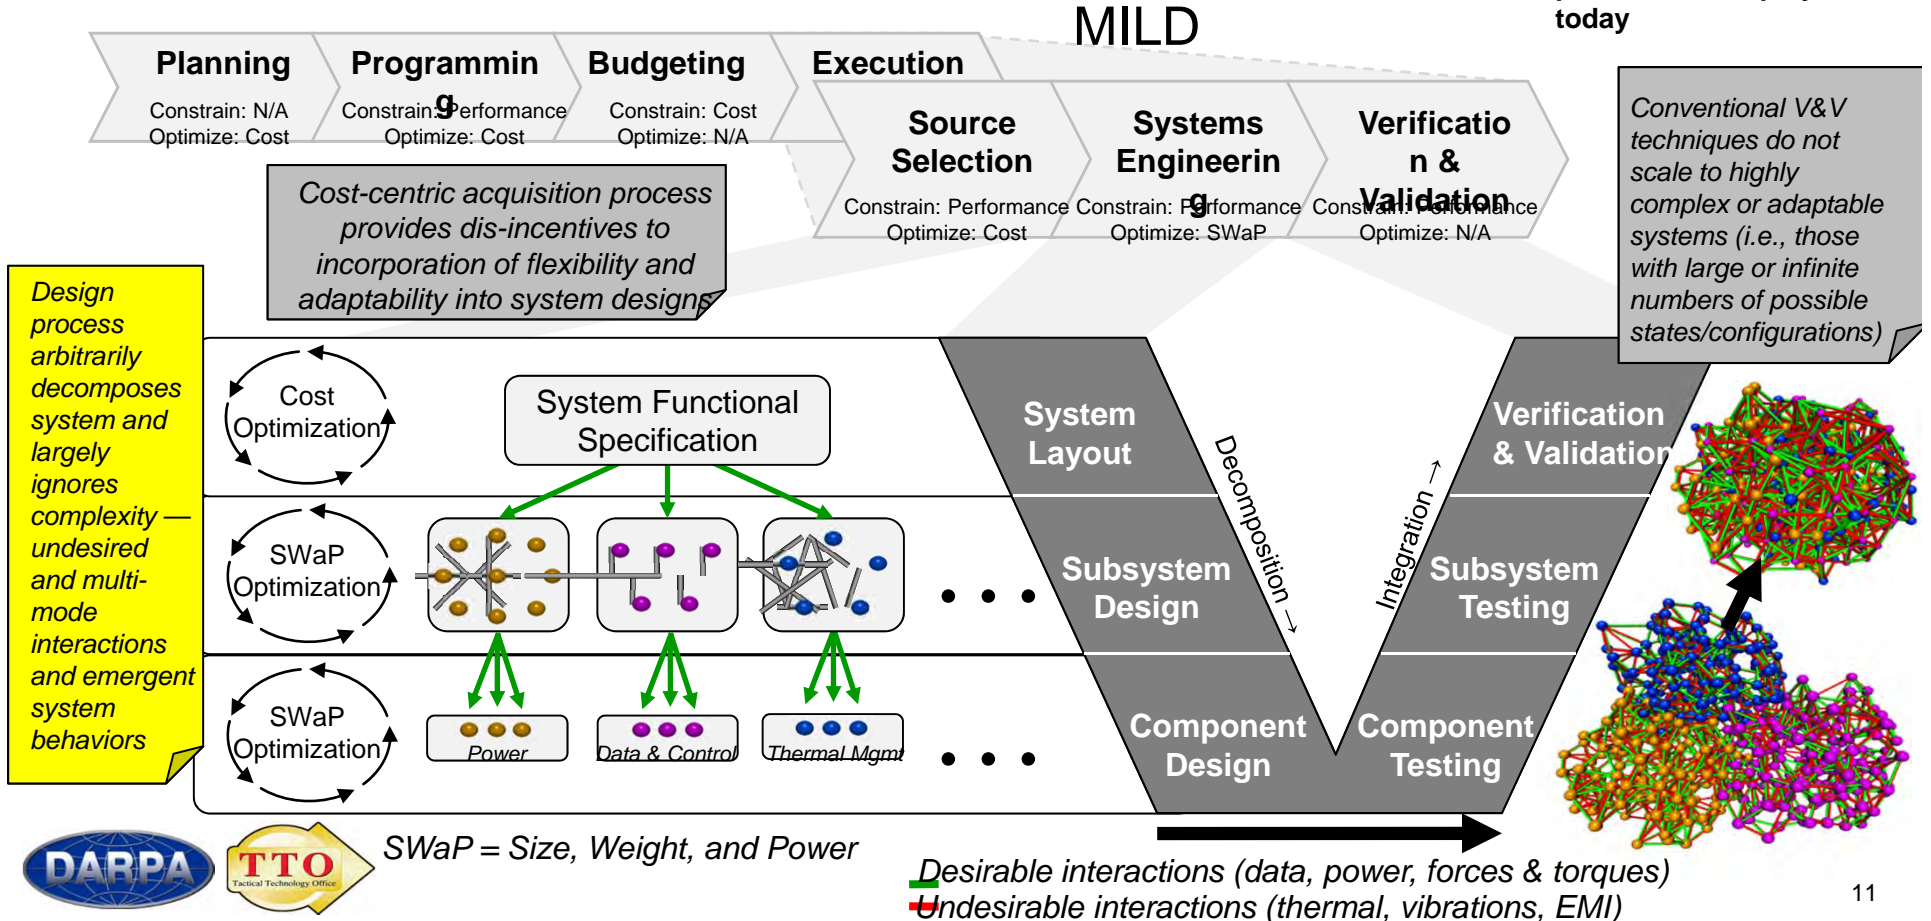 MILD
today
Planning
Constrain: N/A
Optimize: Cost
Programmin
g
Constrain: Performance
Optimize: Cost
Budgeting
Constrain: Cost
Optimize: N/A
Execution
Source
Selection
Constrain: Performance
Optimize: Cost
Systems
Engineerin
g
Constrain: Performance
Optimize: SWaP
Verificatio
n &
Validation
Constrain: Performance
Optimize: N/A
Conventional V&V
techniques do not
scale to highly
complex or adaptable
systems (i.e., those
with large or infinite
numbers of possible
states/configurations)
Cost-centric acquisition process
provides dis-incentives to
incorporation of flexibility and
adaptability into system designs
Design
process
arbitrarily
decomposes
system and
largely
ignores
complexity —
undesired
and multi-
mode
interactions
and emergent
system
behaviors
Cost
Optimization
System Functional
Specification
System
Layout
Verification
& Validation
Decomposition →
Integration →
SWaP
Optimization
• • •
Subsystem
Design
Subsystem
Testing
SWaP
Optimization
Power
Data & Control
Thermal Mgmt
• • •
Component
Design
Component
Testing
DARPA
TTO
Tactical Technology Office
SWaP = Size, Weight, and Power
Desirable interactions (data, power, forces & torques)
Undesirable interactions (thermal, vibrations, EMI)
11